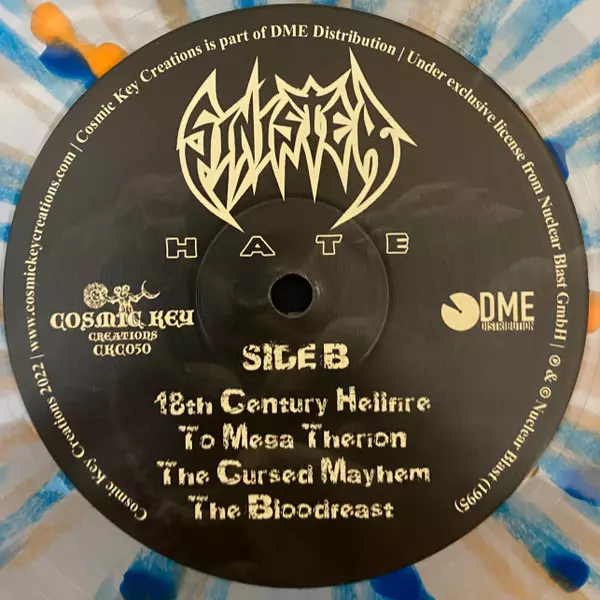 Cosmic Key Creations 2022 | www.cosmickeycreations.com | Cosmic Key Creations is part of DME Distribution | Under exclusive license from Nuclear Blast GmbH | ℗ & © Nuclear Blast (1995)
SINISTER
HATE
COSMIC KEY
CREATIONS
CKC050
DME
DISTRIBUTION
SIDE B
18th Century Hellfire
To Mega Therion
The Cursed Mayhem
The Bloodfeast